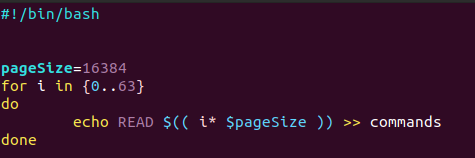 #!/bin/bash
pageSize=16384
for i in {0..63}
do
echo READ $(( i* $pageSize )) >> commands
done